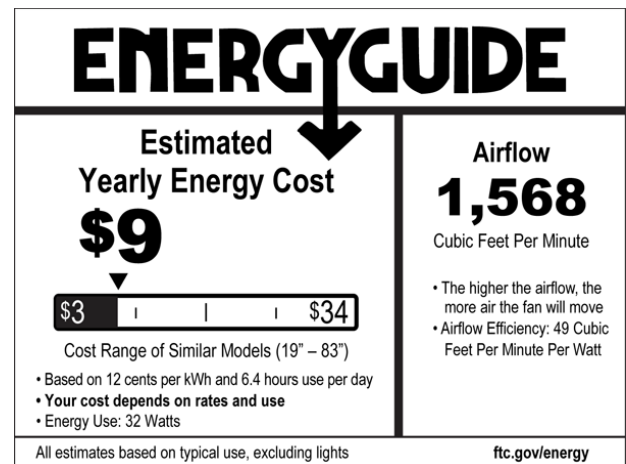 ENERGYGUIDE
Estimated
Yearly Energy Cost
$9
$3
$34
Cost Range of Similar Models (19” – 83”)
• Based on 12 cents per kWh and 6.4 hours use per day
• Your cost depends on rates and use
• Energy Use: 32 Watts
Airflow
1,568
Cubic Feet Per Minute
• The higher the airflow, the
more air the fan will move
• Airflow Efficiency: 49 Cubic
Feet Per Minute Per Watt
All estimates based on typical use, excluding lights
ftc.gov/energy